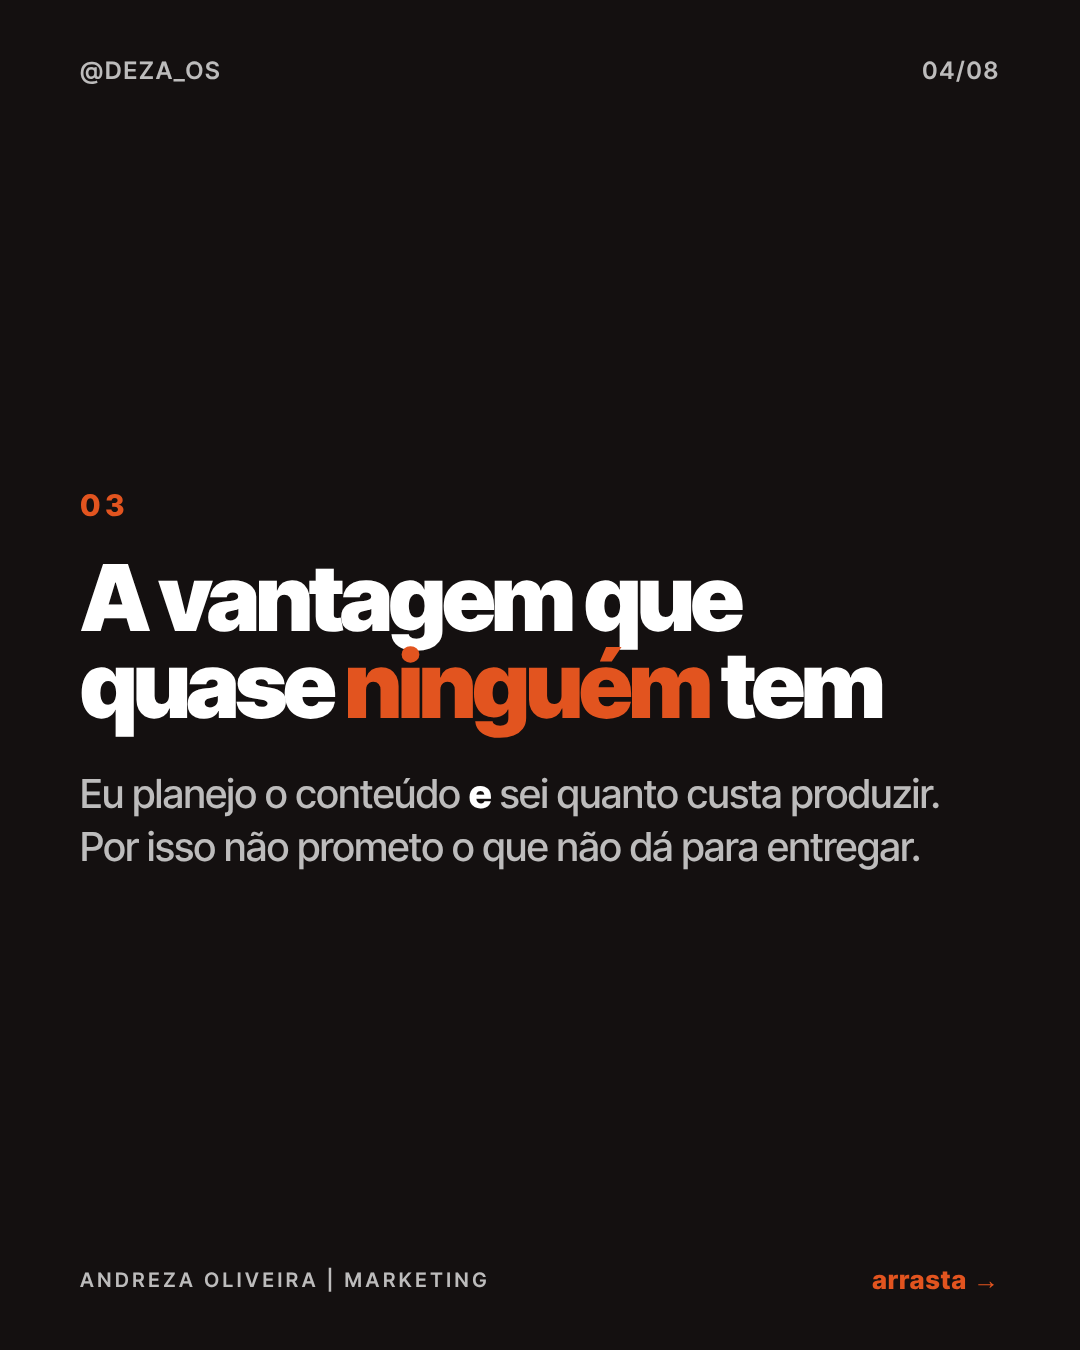 @DEZA_OS
04/08
03
A vantagem que
quase ninguém tem
Eu planejo o conteúdo e sei quanto custa produzir.
Por isso não prometo o que não dá para entregar.
ANDREZA OLIVEIRA | MARKETING
arrasta →